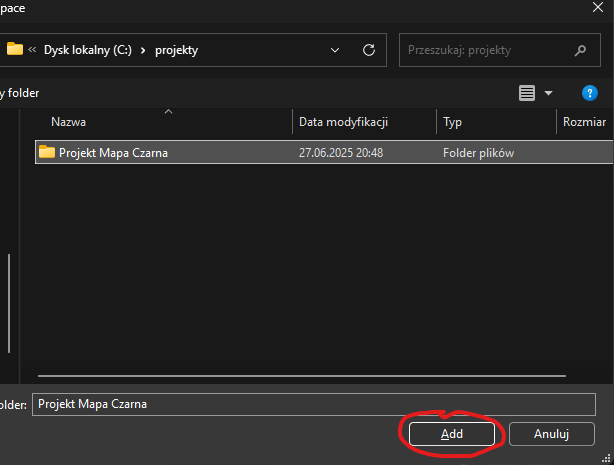 pace
Dysk lokalny (C:) projekty
Przeszukaj: projekty
y folder
Nazwa Data modyfikacji Typ Rozmiar
Projekt Mapa Czarna 27.06.2025 20:48 Folder plików
older: Projekt Mapa Czarna
Add Anuluj